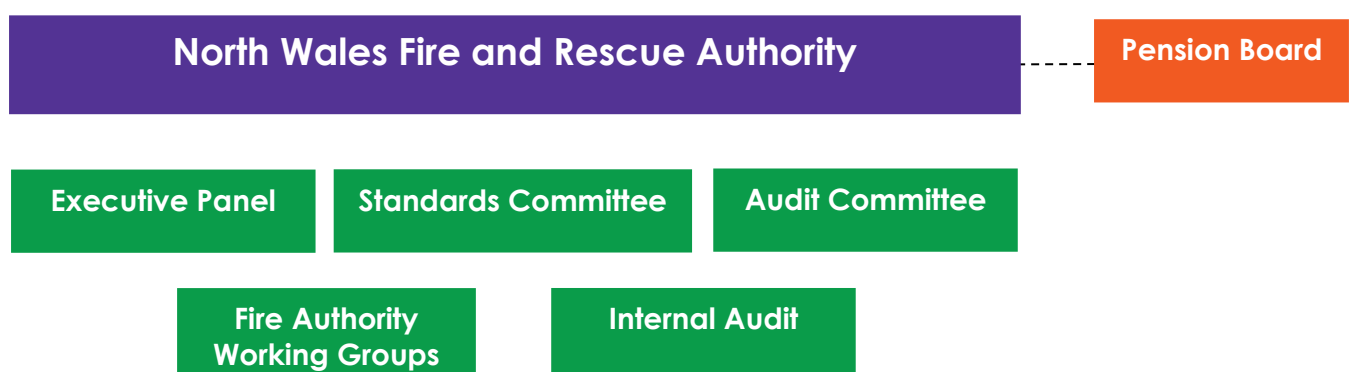 North Wales Fire and Rescue Authority
Pension Board
Executive Panel
Standards Committee
Audit Committee
Fire Authority
Working Groups
Internal Audit